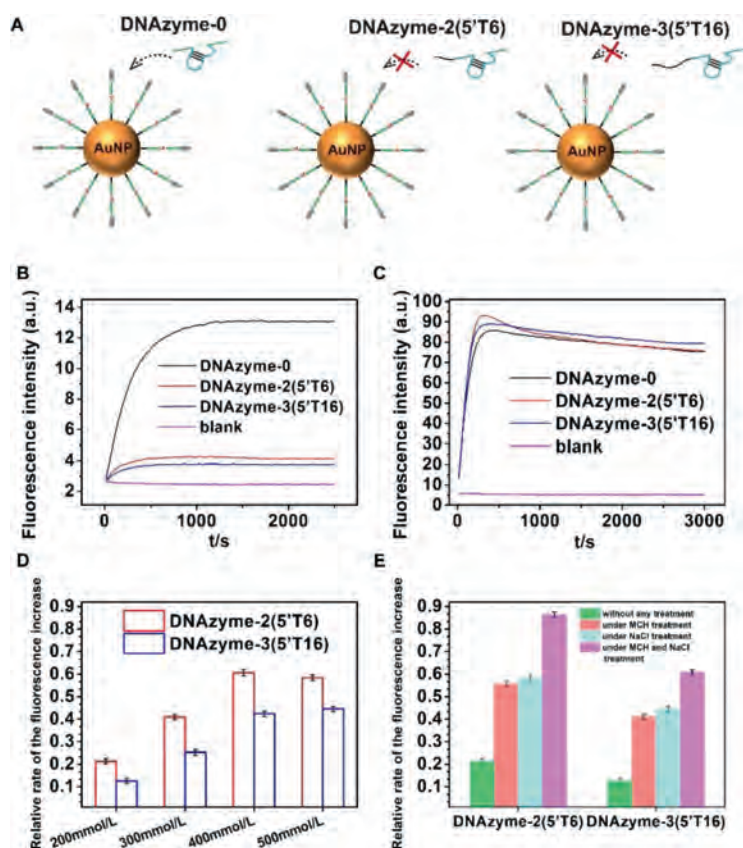 A
DNAzyme-0
DNAzyme-2(5'T6)
DNAzyme-3(5'T16)
AuNP
AuNP
AuNP
B
Fluorescence intensity (a.u.)
14
12
10
8
6
4
2
DNAzyme-0
DNAzyme-2(5'T6)
DNAzyme-3(5'T16)
blank
0
1000
2000
t/s
C
Fluorescence intensity (a.u.)
100
90
80
70
60
50
40
30
20
10
0
DNAzyme-0
DNAzyme-2(5'T6)
DNAzyme-3(5'T16)
blank
0
1000
2000
3000
t/s
D
Relative rate of the fluorescence increase
0.9
0.8
0.7
0.6
0.5
0.4
0.3
0.2
0.1
DNAzyme-2(5'T6)
DNAzyme-3(5'T16)
200mmol/L
300mmol/L
400mmol/L
500mmol/L
E
Relative rate of the fluorescence increase
0.9
0.8
0.7
0.6
0.5
0.4
0.3
0.2
0.1
without any treatment
under MCH treatment
under NaCl treatment
under MCH and NaCl
treatment
DNAzyme-2(5'T6)
DNAzyme-3(5'T16)